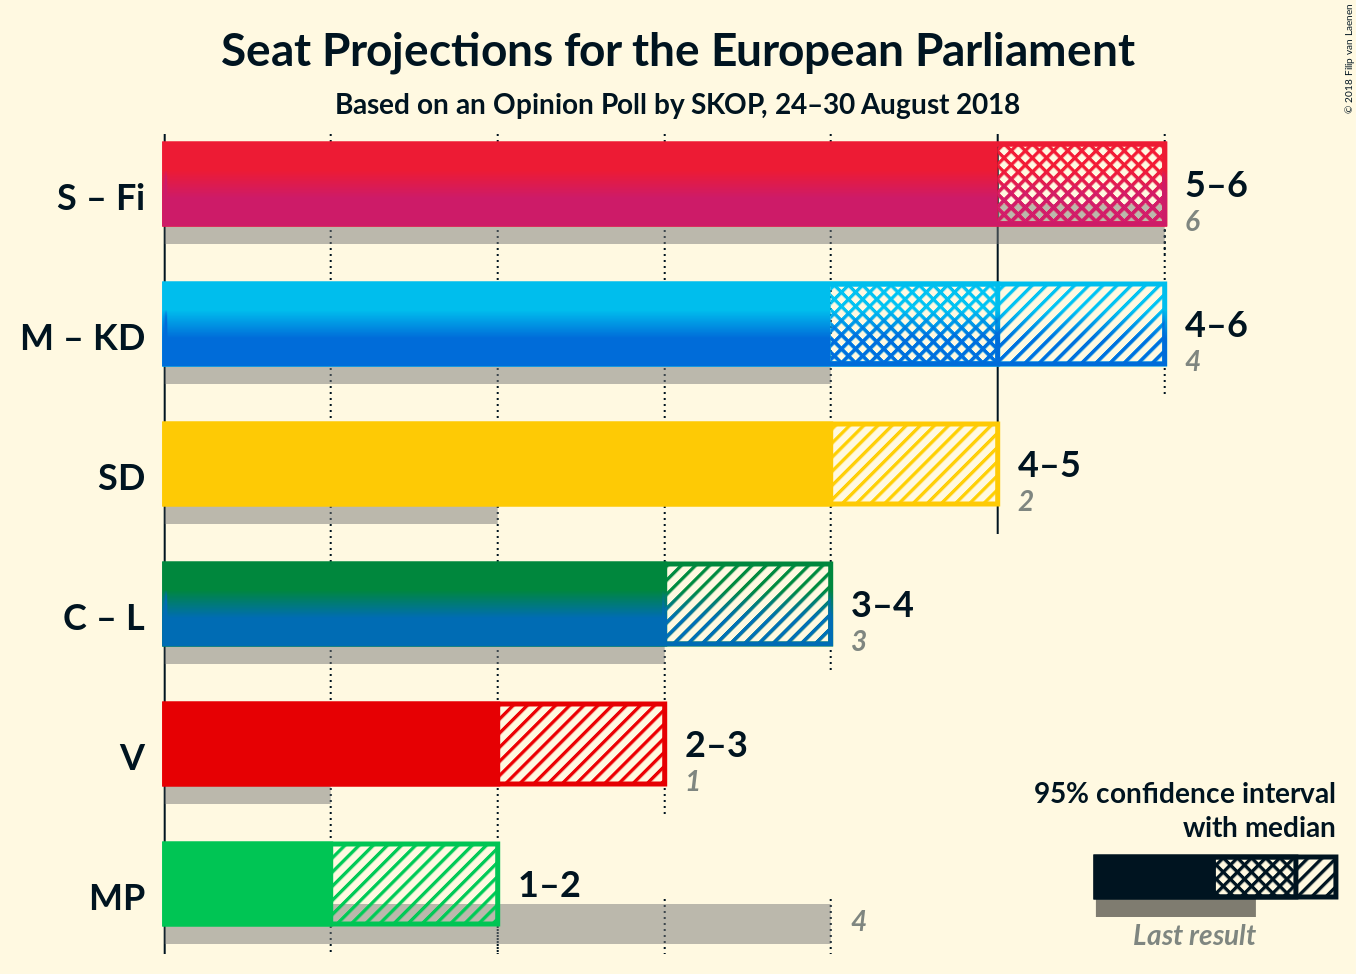 Seat Projections for the European Parliament
Based on an Opinion Poll by SKOP, 24–30 August 2018
© 2018 Filip van Laenen
S – Fi
5–6
6
M – KD
4–6
4
SD
4–5
2
C – L
3–4
3
V
2–3
1
MP
1–2
4
95% confidence interval
with median
Last result